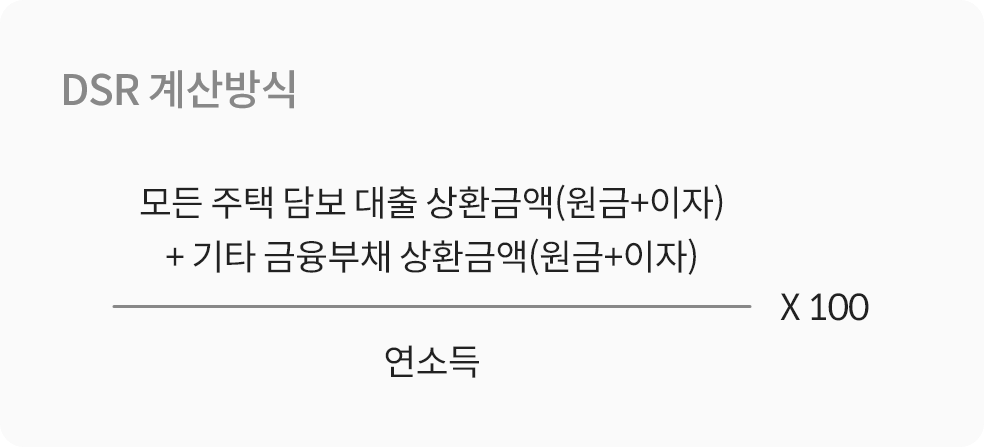 DSR 계산방식
모든 주택 담보 대출 상환금액(원금+이자)
+ 기타 금융부채 상환금액(원금+이자)
X 100
연소득